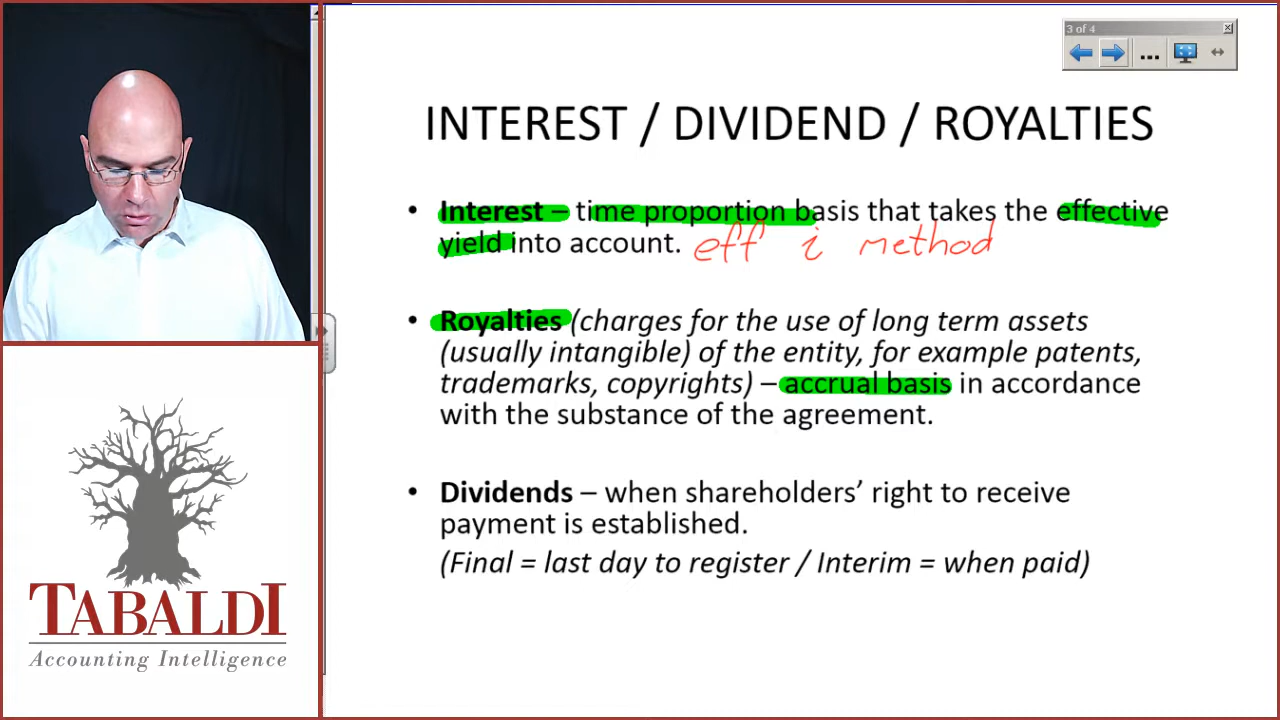 3 of 4
INTEREST / DIVIDEND / ROYALTIES
• Interest – time proportion basis that takes the effective
yield into account. eff i method
• Royalties (charges for the use of long term assets
(usually intangible) of the entity, for example patents,
trademarks, copyrights) – accrual basis in accordance
with the substance of the agreement.
• Dividends – when shareholders’ right to receive
payment is established.
(Final = last day to register / Interim = when paid)
TABALDI
Accounting Intelligence